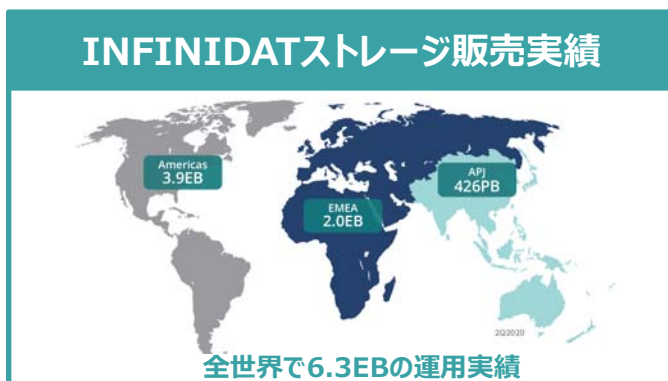 INFINIDATストレージ販売実績
Americas
3.9EB
APJ
426PB
EMEA
2.0EB
2Q2020
全世界で6.3EBの運用実績